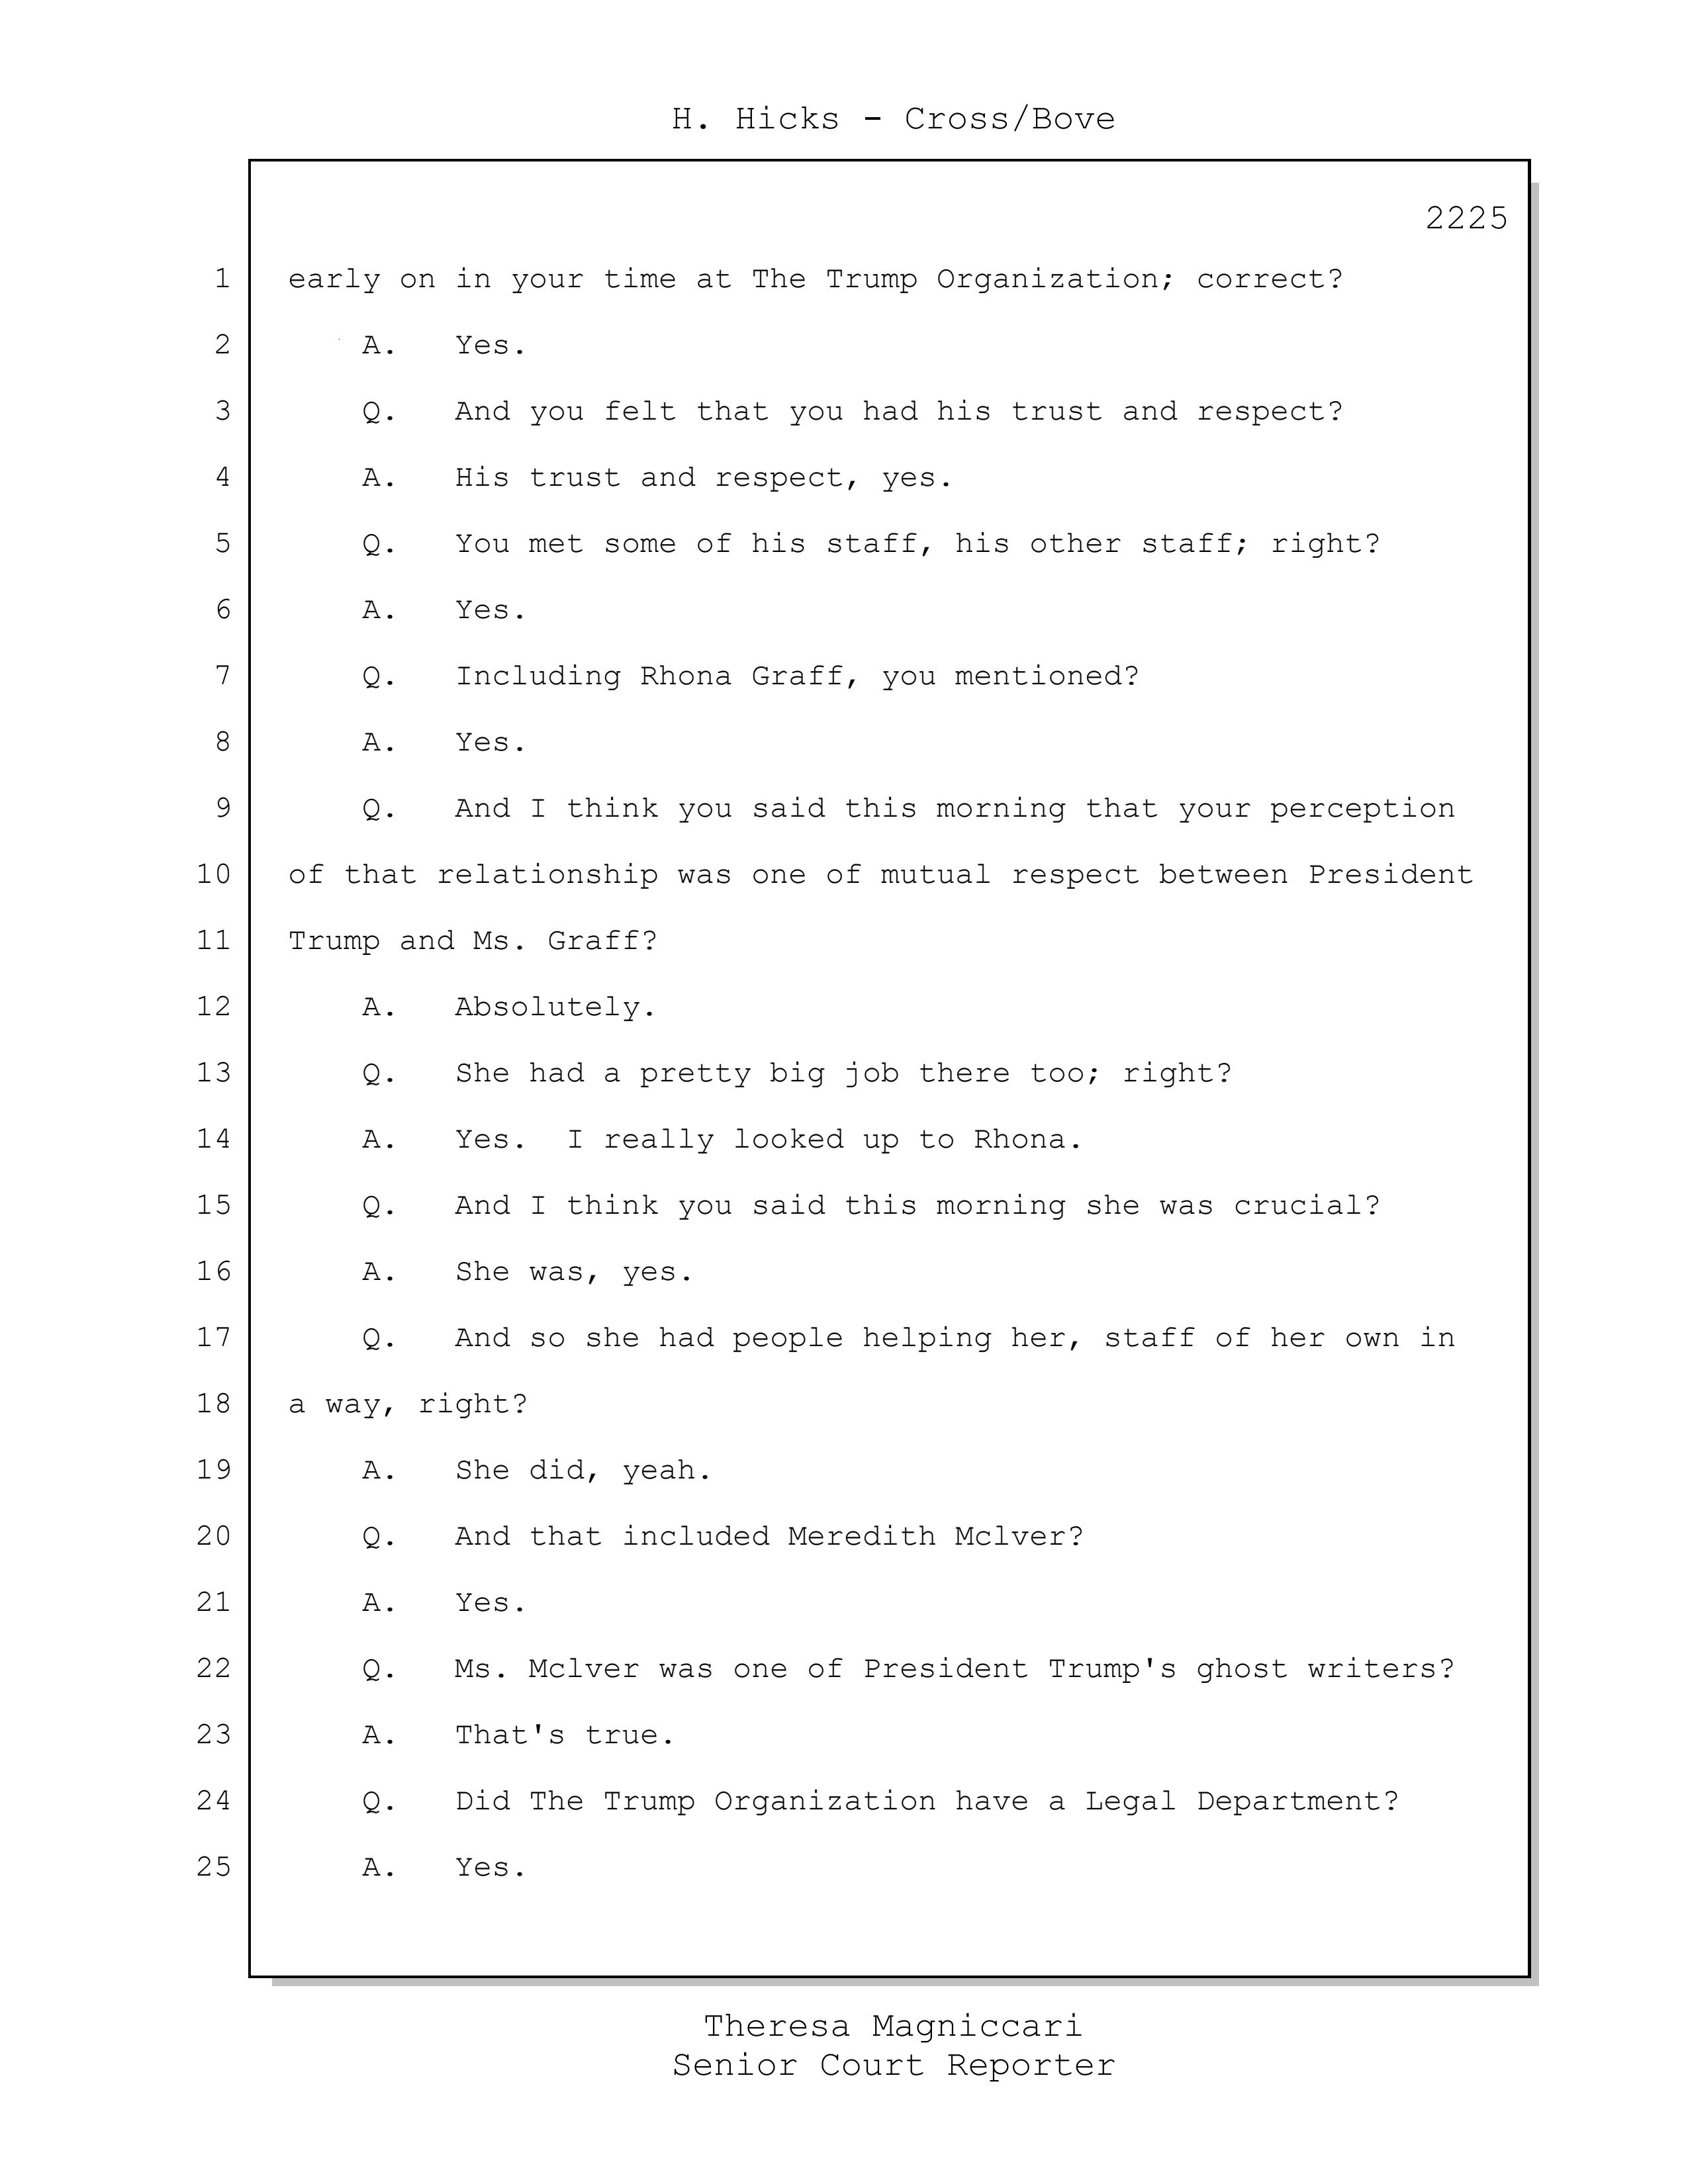 H. Hicks - Cross/Bove
2225
1 early on in your time at The Trump Organization; correct?
2 A. Yes.
3 Q. And you felt that you had his trust and respect?
4 A. His trust and respect, yes.
5 Q. You met some of his staff, his other staff; right?
6 A. Yes.
7 Q. Including Rhona Graff, you mentioned?
8 A. Yes.
9 Q. And I think you said this morning that your perception
10 of that relationship was one of mutual respect between President
11 Trump and Ms. Graff?
12 A. Absolutely.
13 Q. She had a pretty big job there too; right?
14 A. Yes. I really looked up to Rhona.
15 Q. And I think you said this morning she was crucial?
16 A. She was, yes.
17 Q. And so she had people helping her, staff of her own in
18 a way, right?
19 A. She did, yeah.
20 Q. And that included Meredith Mclver?
21 A. Yes.
22 Q. Ms. Mclver was one of President Trump's ghost writers?
23 A. That's true.
24 Q. Did The Trump Organization have a Legal Department?
25 A. Yes.
Theresa Magniccari
Senior Court Reporter